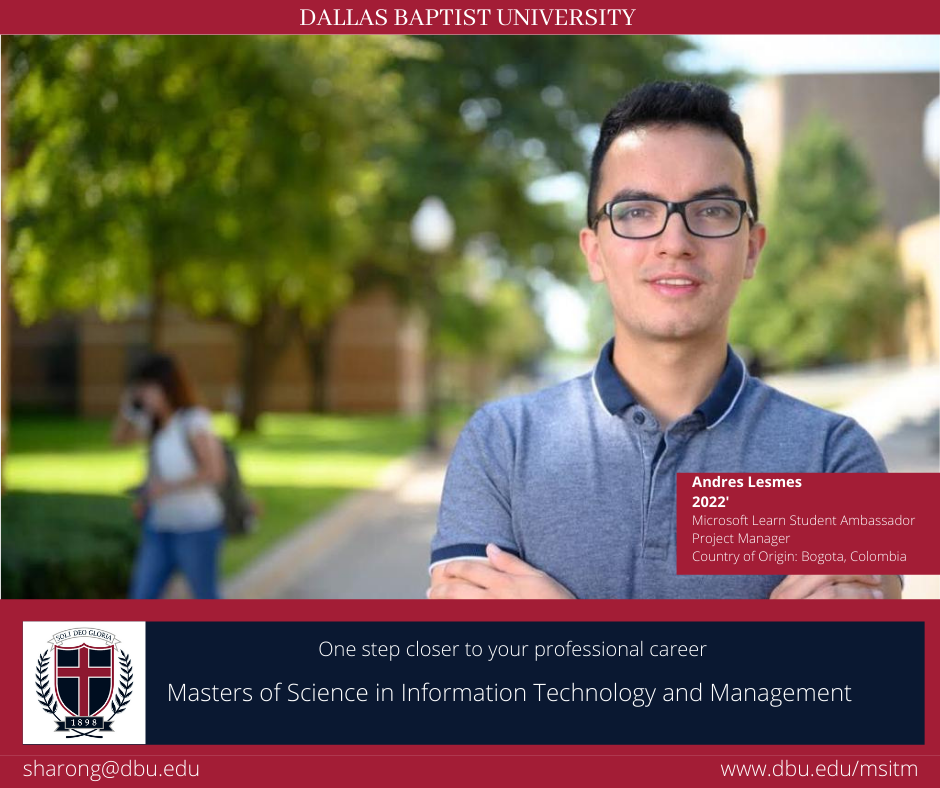 DALLAS BAPTIST UNIVERSITY
Andres Lesmes
2022'
Microsoft Learn Student Ambassador
Project Manager
Country of Origin: Bogota, Colombia
SOLI DEO GLORIA
1898
One step closer to your professional career
Masters of Science in Information Technology and Management
sharong@dbu.edu
www.dbu.edu/msitm